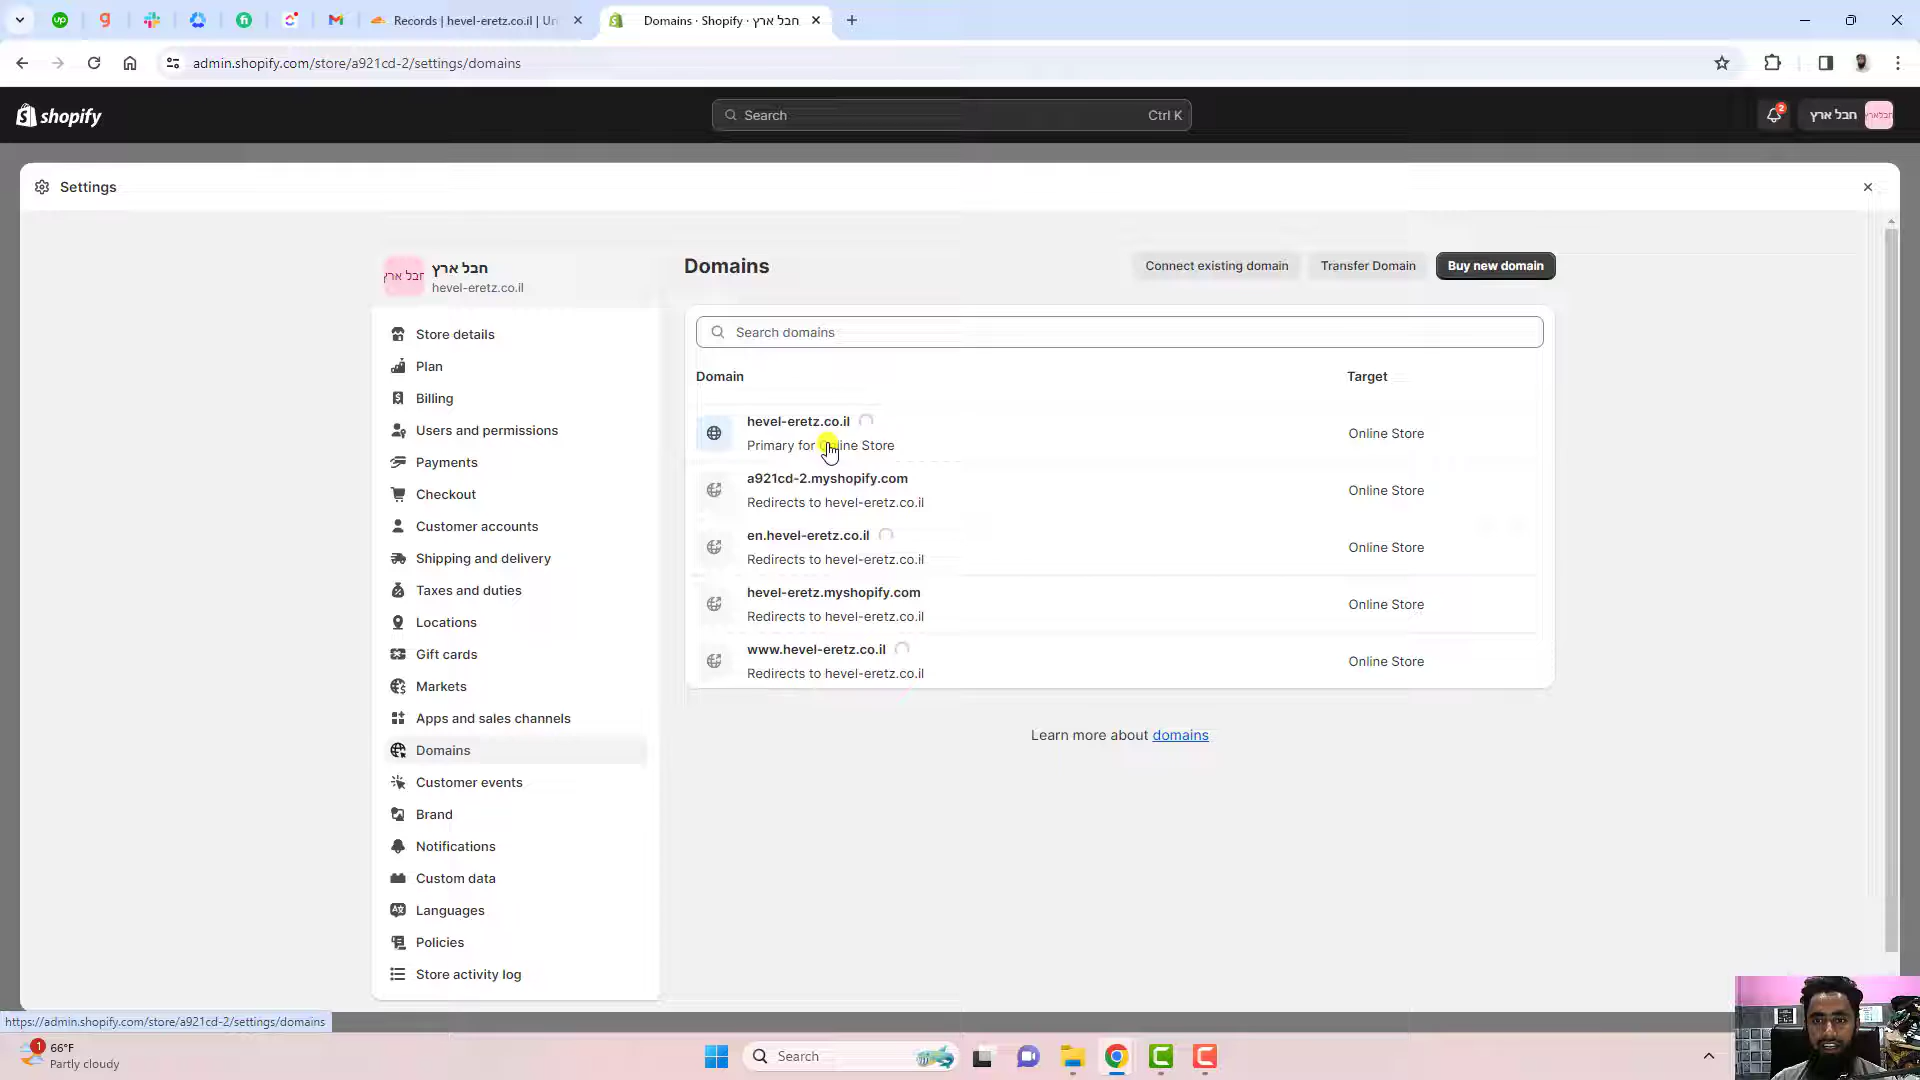 Records | hevel-eretz.co.il | Un
Domains · Shopify · חבל ארץ
admin.shopify.com/store/a921cd-2/settings/domains
shopify
Search
Ctrl K
2
חבל ארץ
חבל ארץ
Settings
חבל ארץ
חבל ארץ
hevel-eretz.co.il
Store details
Plan
Billing
Users and permissions
Payments
Checkout
Customer accounts
Shipping and delivery
Taxes and duties
Locations
Gift cards
Markets
Apps and sales channels
Domains
Customer events
Brand
Notifications
Custom data
Languages
Policies
Store activity log
Domains
Connect existing domain
Transfer Domain
Buy new domain
Search domains
Domain
Target
hevel-eretz.co.il
Primary for Online Store
Online Store
a921cd-2.myshopify.com
Redirects to hevel-eretz.co.il
Online Store
en.hevel-eretz.co.il
Redirects to hevel-eretz.co.il
Online Store
hevel-eretz.myshopify.com
Redirects to hevel-eretz.co.il
Online Store
www.hevel-eretz.co.il
Redirects to hevel-eretz.co.il
Online Store
Learn more about domains
https://admin.shopify.com/store/a921cd-2/settings/domains
1
66°F
Partly cloudy
Search